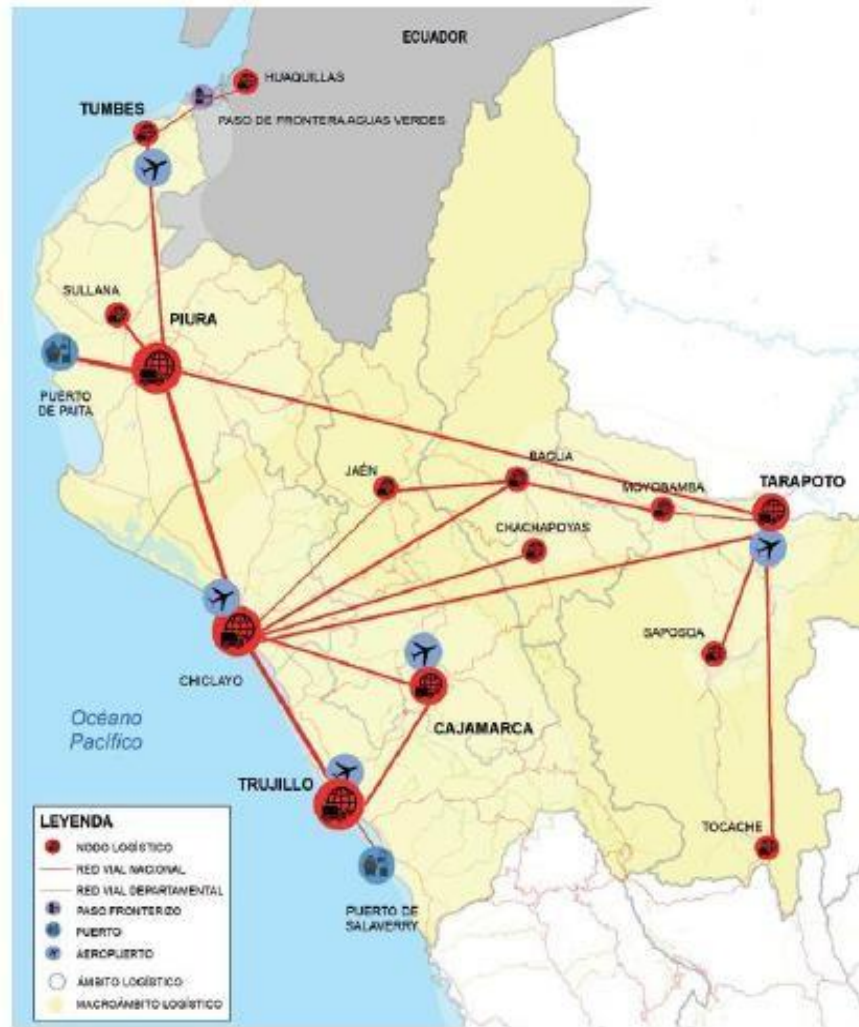 ECUADOR
HUAQUILLAS
TUMBES
PASO DE FRONTERA AGUAS VERDES
SULLANA
PIURA
PUERTO
DE PAITA
JAÉN
BAGUA
MOYOBAMBA
TARAPOTO
CHACHAPOYAS
SAPOSOA
CHICLAYO
Océano
Pacífico
CAJAMARCA
TRUJILLO
TOCACHE
PUERTO DE
SALAVERRY
LEYENDA
NODO LOGÍSTICO
RED VIAL NACIONAL
RED VIAL DEPARTAMENTAL
PASO FRONTERIZO
PUERTO
AEROPUERTO
ÁMBITO LOGÍSTICO
MACROÁMBITO LOGÍSTICO